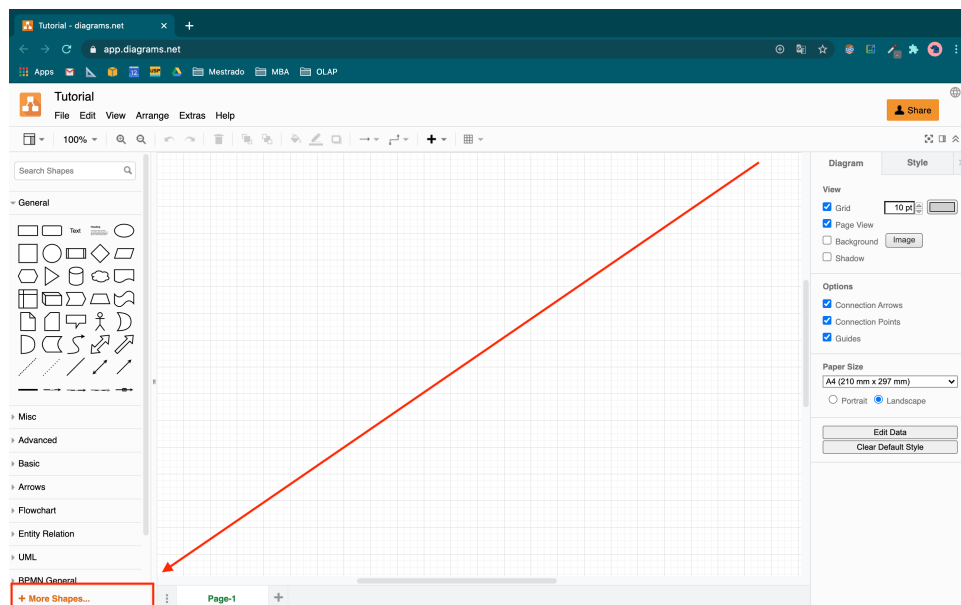 Tutorial - diagrams.net
app.diagrams.net
Apps
12
Mestrado
MBA
OLAP
Tutorial
File Edit View Arrange Extras Help
Share
100%
Search Shapes
General
Text
Heading
Misc
Advanced
Basic
Arrows
Flowchart
Entity Relation
UML
BPMN General
+ More Shapes...
Page-1
Diagram Style
View
Grid 10 pt
Page View
Background Image
Shadow
Options
Connection Arrows
Connection Points
Guides
Paper Size
A4 (210 mm x 297 mm)
Portrait Landscape
Edit Data
Clear Default Style